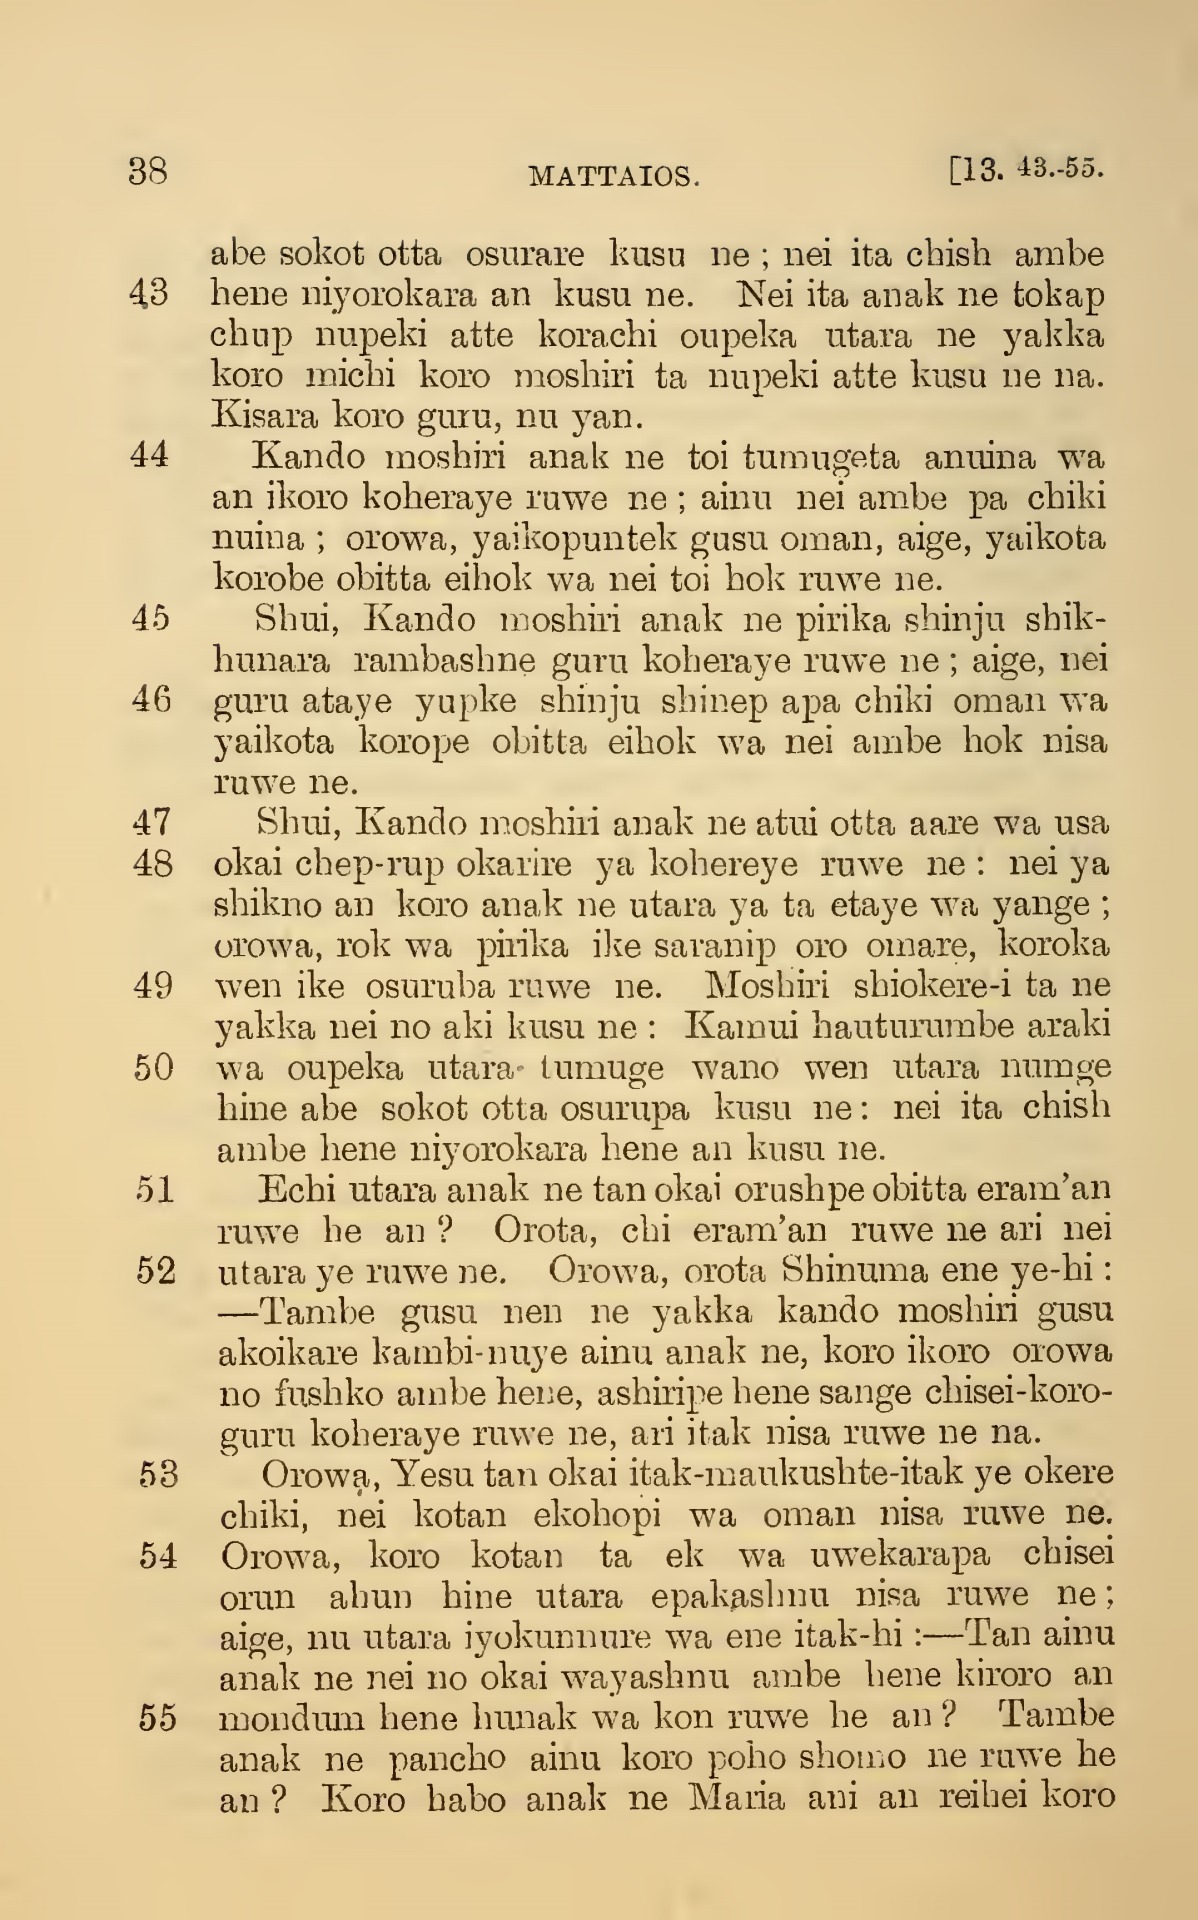 38 MATTAIOS. [13. 43.-55.
abe sokot otta osurare kusu ne ; nei ita chish ambe
43 hene niyorokara an kusu ne. Nei ita anak ne tokap
chup nupeki atte korachi oupeka utara ne yakka
koro michi koro moshiri ta nupeki atte kusu ne na.
Kisara koro guru, nu yan.
44 Kando moshiri anak ne toi tumugeta anuina wa
an ikoro koheraye ruwe ne ; ainu nei ambe pa chiki
nuina ; orowa, yaikopuntek gusu oman, aige, yaikota
korobe obitta eihok wa nei toi hok ruwe ne.
45 Shui, Kando moshiri anak ne pirika shinju shik-
hunara rambashne guru koheraye ruwe ne ; aige, nei
46 guru ataye yupke shinju shinep apa chiki oman wa
yaikota korope obitta eihok wa nei ambe hok nisa
ruwe ne.
47 Shui, Kando moshiri anak ne atui otta aare wa usa
48 okai chep-rup okarire ya kohereye ruwe ne : nei ya
shikno an koro anak ne utara ya ta etaye wa yange ;
orowa, rok wa pirika ike saranip oro omare, koroka
49 wen ike osuruba ruwe ne. Moshiri shiokere-i ta ne
yakka nei no aki kusu ne : Kamui hauturumbe araki
50 wa oupeka utara tumuge wano wen utara numge
hine abe sokot otta osurupa kusu ne : nei ita chish
ambe hene niyorokara hene an kusu ne.
51 Echi utara anak ne tan okai orushpe obitta eram'an
ruwe he an ? Orota, chi eram'an ruwe ne ari nei
52 utara ye ruwe ne. Orowa, orota Shinuma ene ye-hi :
—Tambe gusu nen ne yakka kando moshiri gusu
akoikare kambi-nuye ainu anak ne, koro ikoro orowa
no fushko ambe hene, ashiripe hene sange chisei-koro-
guru koheraye ruwe ne, ari itak nisa ruwe ne na.
53 Orowa, Yesu tan okai itak-maukushte-itak ye okere
chiki, nei kotan ekohopi wa oman nisa ruwe ne.
54 Orowa, koro kotan ta ek wa uwekarapa chisei
orun ahun hine utara epakashnu nisa ruwe ne ;
aige, nu utara iyokunnure wa ene itak-hi :—Tan ainu
anak ne nei no okai wayashnu ambe hene kiroro an
55 mondum hene hunak wa kon ruwe he an ? Tambe
anak ne pancho ainu koro poho shomo ne ruwe he
an ? Koro habo anak ne Maria ani an reihei koro